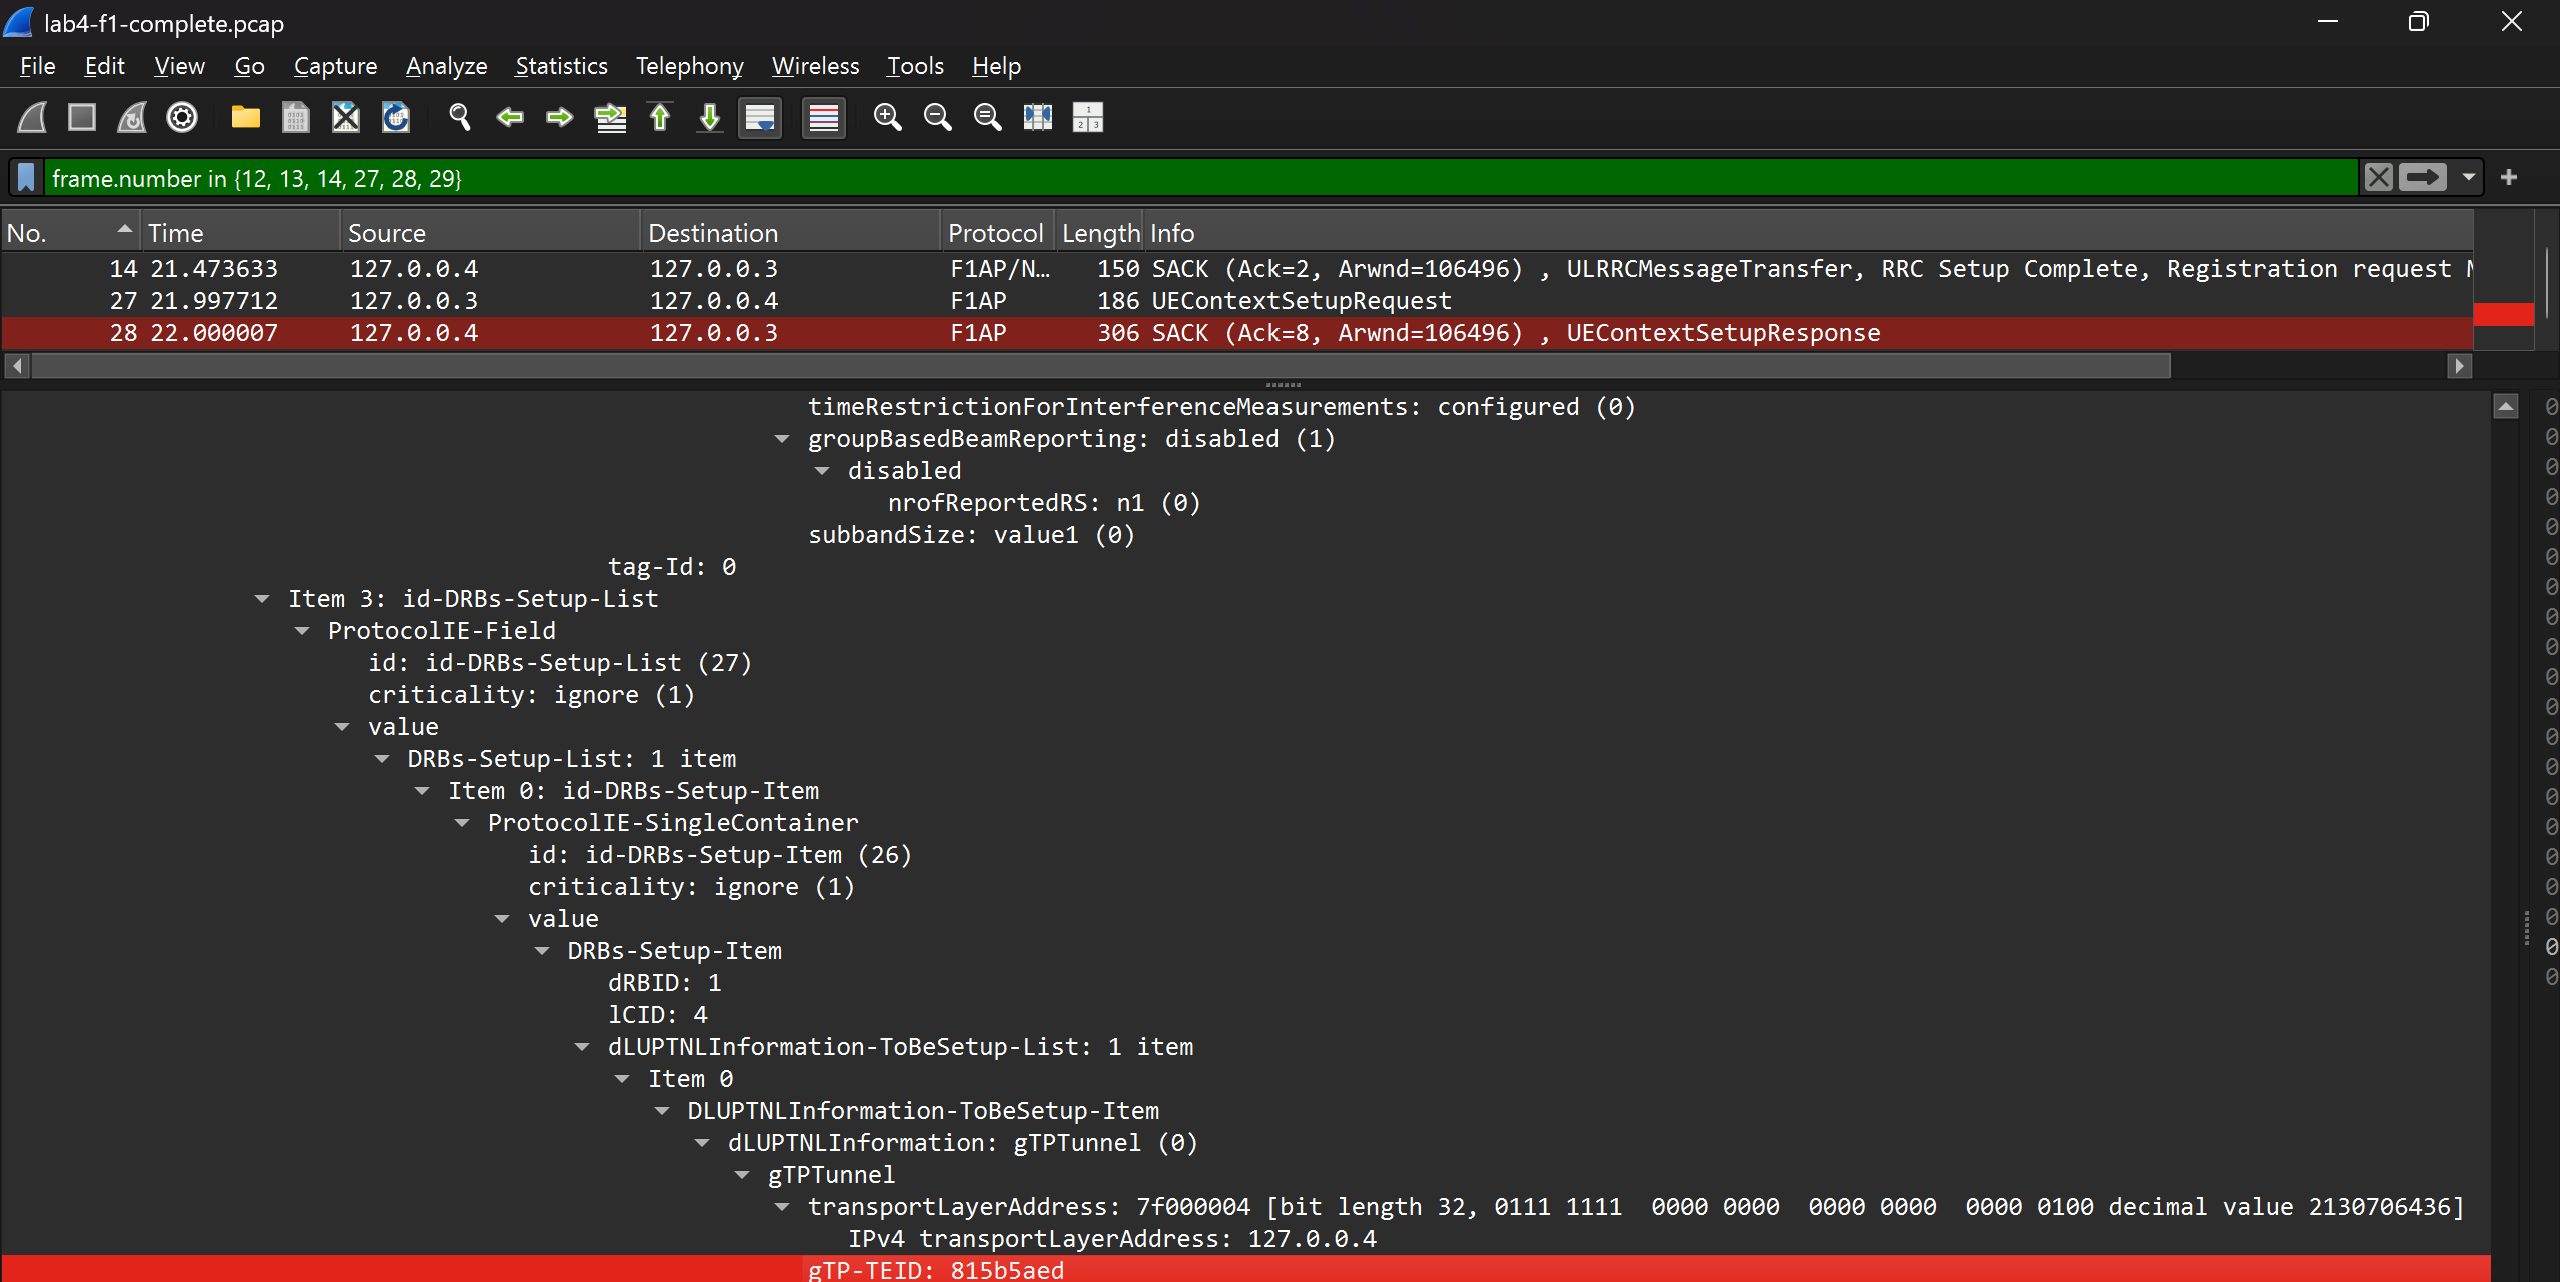 lab4-f1-complete.pcap
File Edit View Go Capture Analyze Statistics Telephony Wireless Tools Help
frame.number in {12, 13, 14, 27, 28, 29}
No. Time Source Destination Protocol Length Info
14 21.473633 127.0.0.4 127.0.0.3 F1AP/N… 150 SACK (Ack=2, Arwnd=106496) , ULRRCMessageTransfer, RRC Setup Complete, Registration request
27 21.997712 127.0.0.3 127.0.0.4 F1AP 186 UEContextSetupRequest
28 22.000007 127.0.0.4 127.0.0.3 F1AP 306 SACK (Ack=8, Arwnd=106496) , UEContextSetupResponse
timeRestrictionForInterferenceMeasurements: configured (0)
groupBasedBeamReporting: disabled (1)
disabled
nrofReportedRS: n1 (0)
subbandSize: value1 (0)
tag-Id: 0
Item 3: id-DRBs-Setup-List
ProtocolIE-Field
id: id-DRBs-Setup-List (27)
criticality: ignore (1)
value
DRBs-Setup-List: 1 item
Item 0: id-DRBs-Setup-Item
ProtocolIE-SingleContainer
id: id-DRBs-Setup-Item (26)
criticality: ignore (1)
value
DRBs-Setup-Item
dRBID: 1
lCID: 4
dLUPTNLInformation-ToBeSetup-List: 1 item
Item 0
DLUPTNLInformation-ToBeSetup-Item
dLUPTNLInformation: gTPTunnel (0)
gTPTunnel
transportLayerAddress: 7f000004 [bit length 32, 0111 1111 0000 0000 0000 0000 0000 0100 decimal value 2130706436]
IPv4 transportLayerAddress: 127.0.0.4
gTP-TEID: 815b5aed